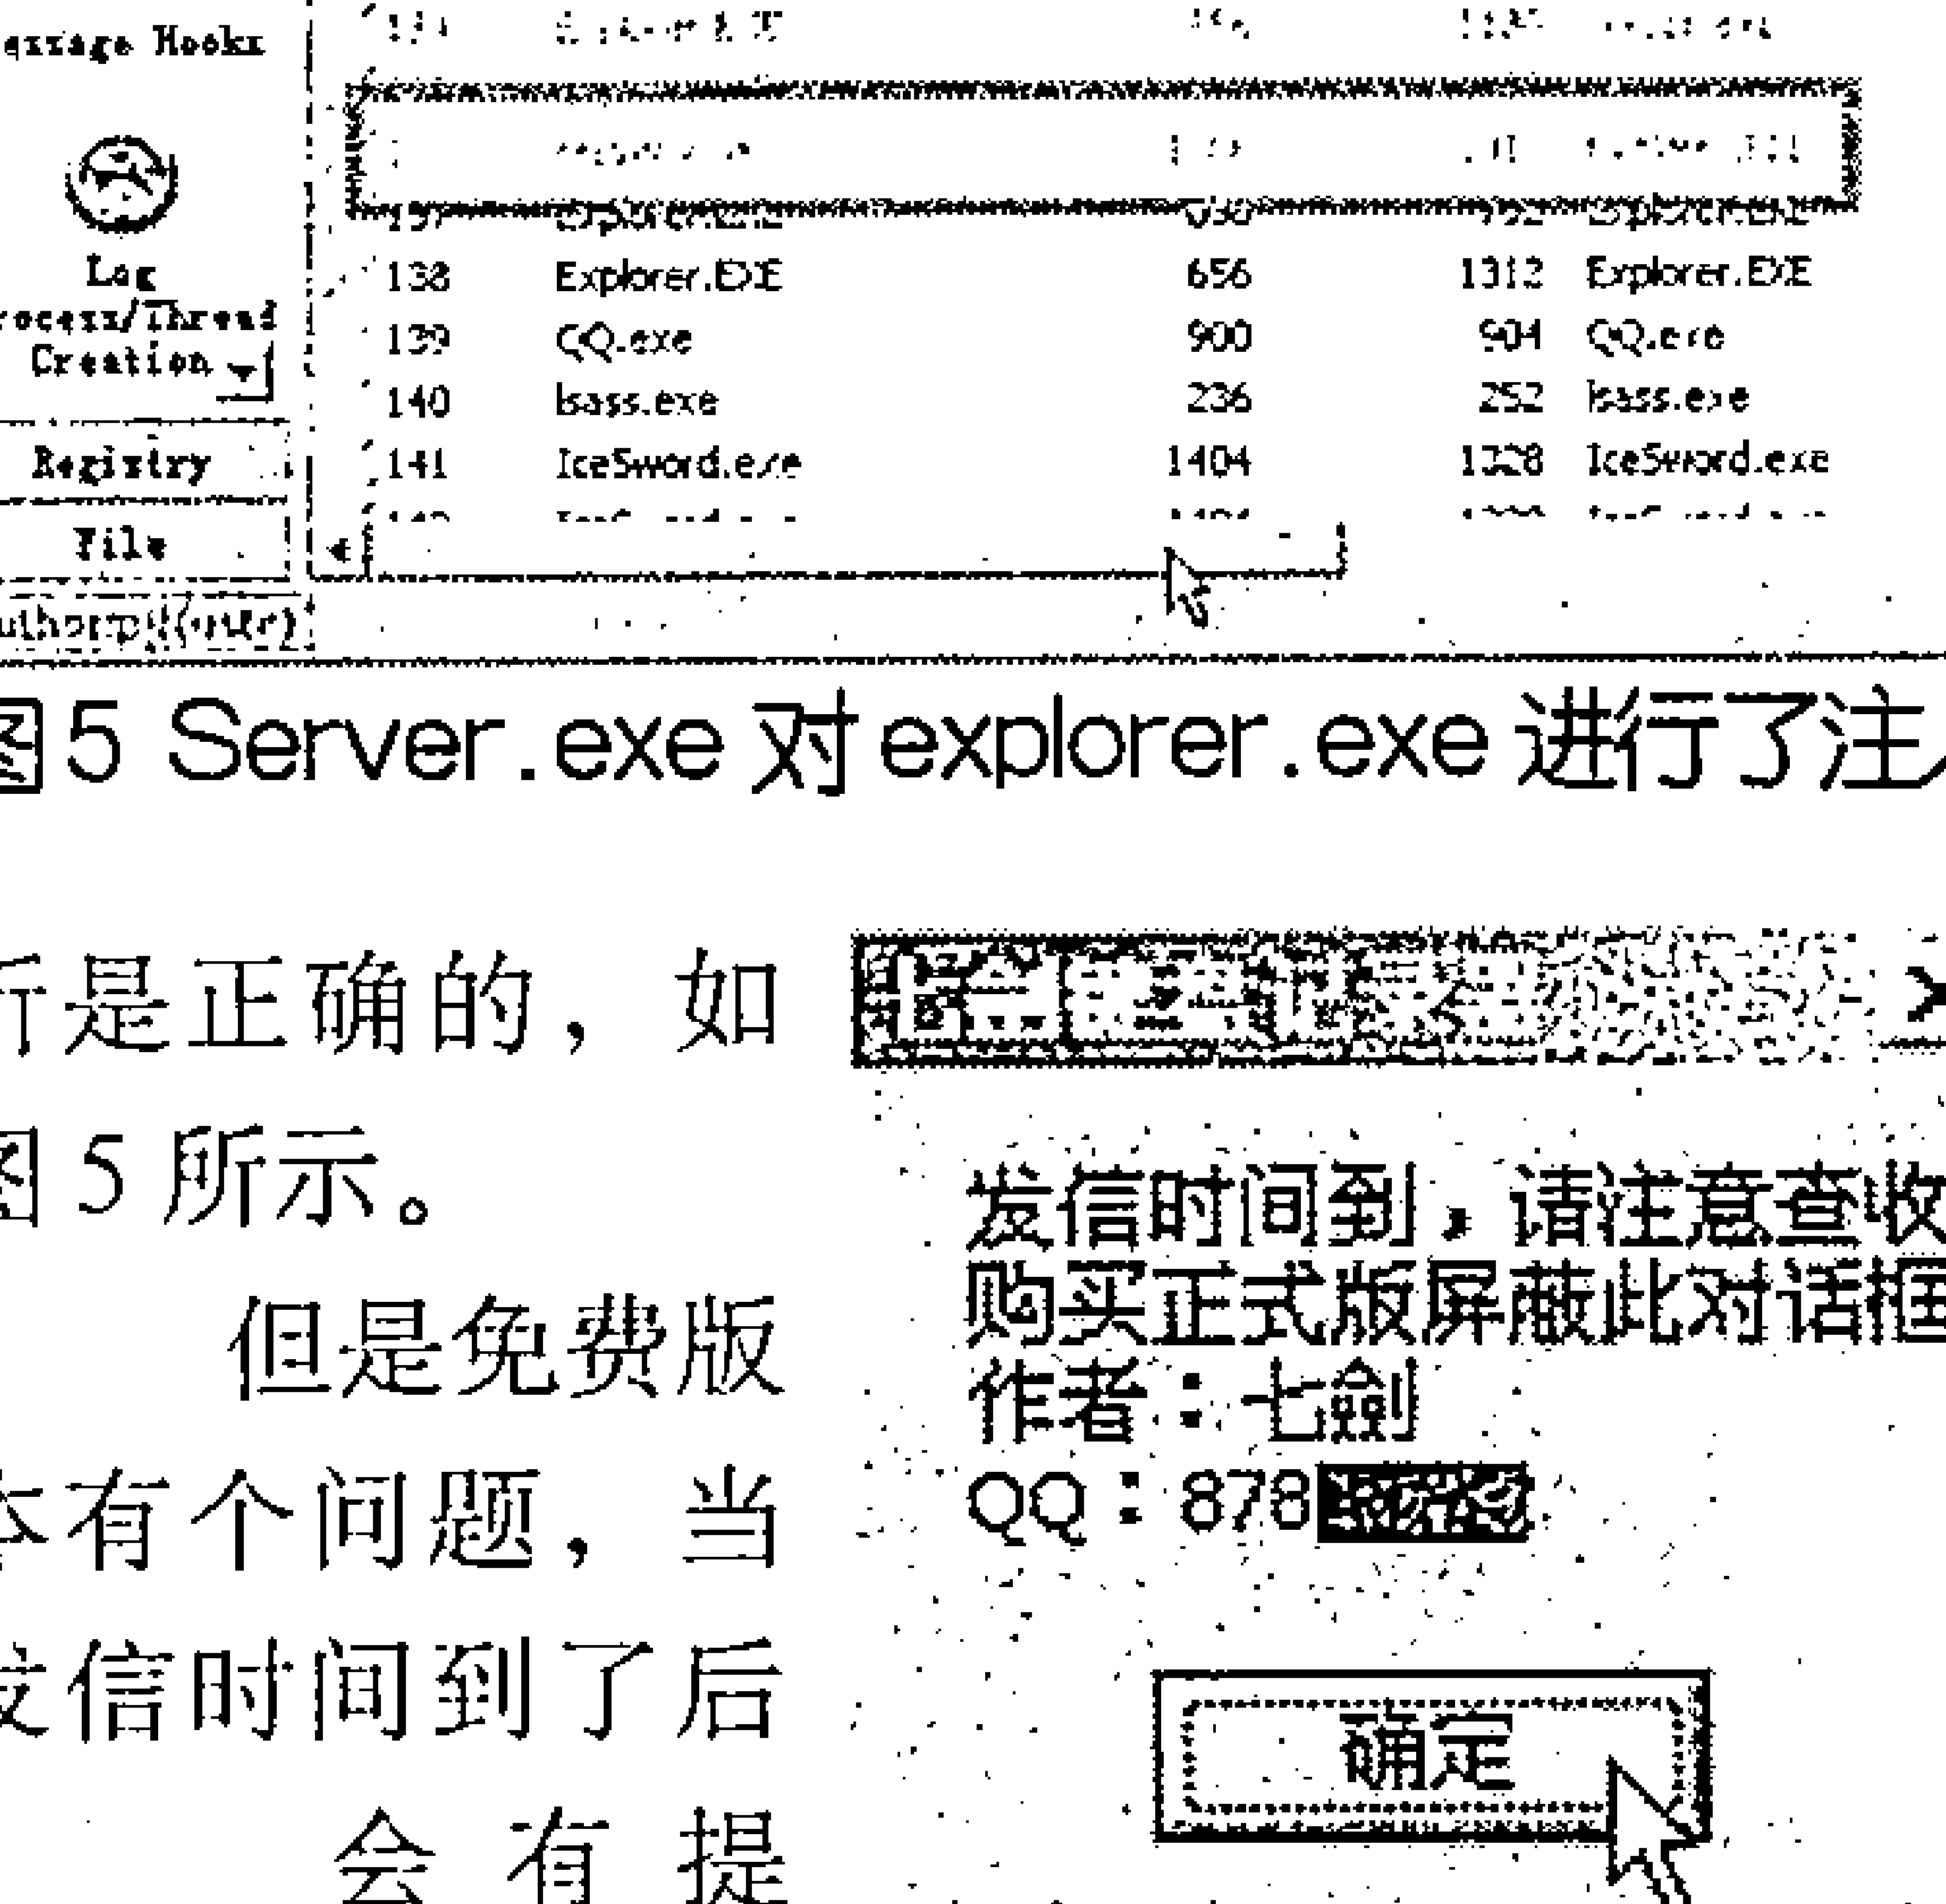 Hooks
Log
Process/Thread
Creation
Registry
File
138 Explorer.EXE 656 1312 Explorer.EXE
139 QQ.exe 900 904 QQ.exe
140 lsass.exe 236 252 lsass.exe
141 IceSword.exe 1404 1328 IceSword.exe
图5 Server.exe 对 explorer.exe 进行了注入
是正确的，如
图 5 所示。
但是免费版
本有个问题，当
发信时间到了后
会有提
发信时间到，请注意查收
购买正式版屏蔽此对话框
作者：七剑
QQ：878
确定